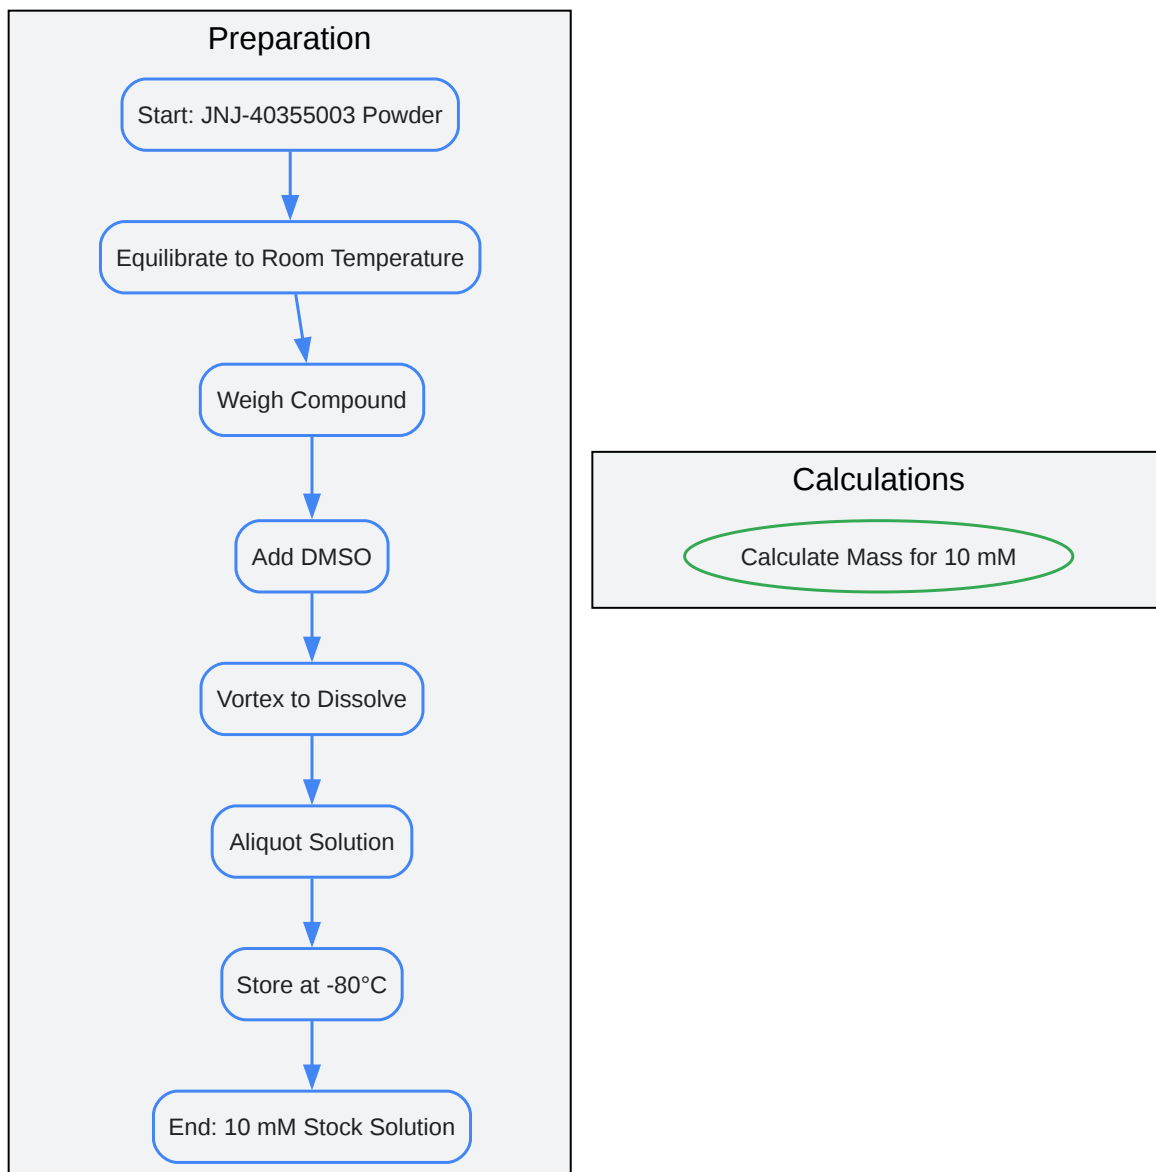 Preparation
Start: JNJ-40355003 Powder
Equilibrate to Room Temperature
Weigh Compound
Add DMSO
Vortex to Dissolve
Aliquot Solution
Store at -80°C
End: 10 mM Stock Solution
Calculations
Calculate Mass for 10 mM